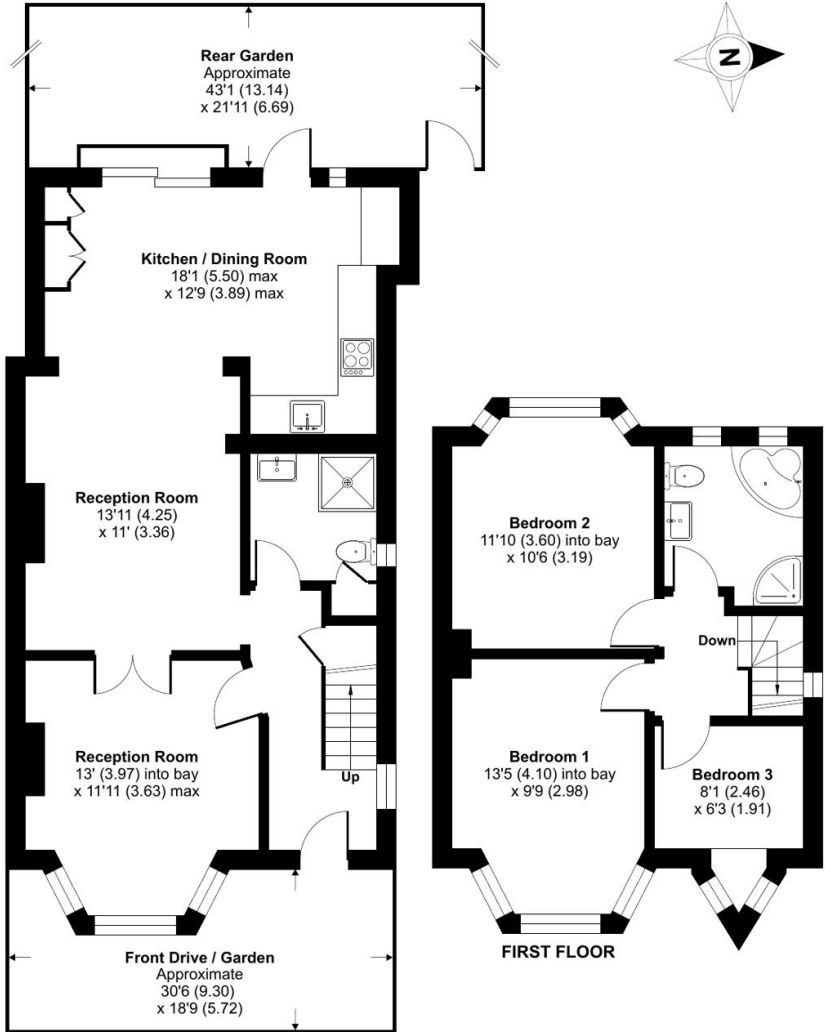 Rear Garden
Approximate
43'1 (13.14)
x 21'11 (6.69)
N
Kitchen / Dining Room
18'1 (5.50) max
x 12'9 (3.89) max
Reception Room
13'11 (4.25)
x 11' (3.36)
Bedroom 2
11'10 (3.60) into bay
x 10'6 (3.19)
Down
Reception Room
13' (3.97) into bay
x 11'11 (3.63) max
Up
Bedroom 1
13'5 (4.10) into bay
x 9'9 (2.98)
Bedroom 3
8'1 (2.46)
x 6'3 (1.91)
Front Drive / Garden
Approximate
30'6 (9.30)
x 18'9 (5.72)
FIRST FLOOR